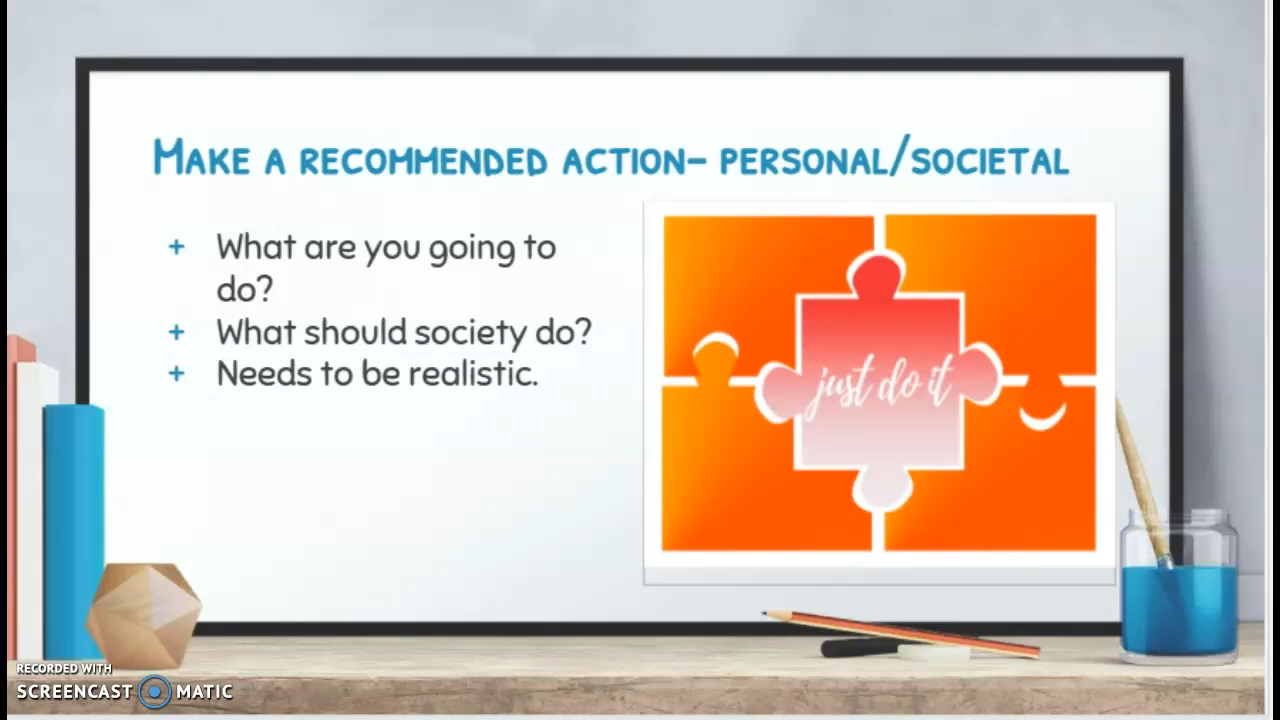 MAKE A RECOMMENDED ACTION- PERSONAL/SOCIETAL
+ What are you going to
do?
+ What should society do?
+ Needs to be realistic.
just do it
RECORDED WITH
SCREENCAST MATIC